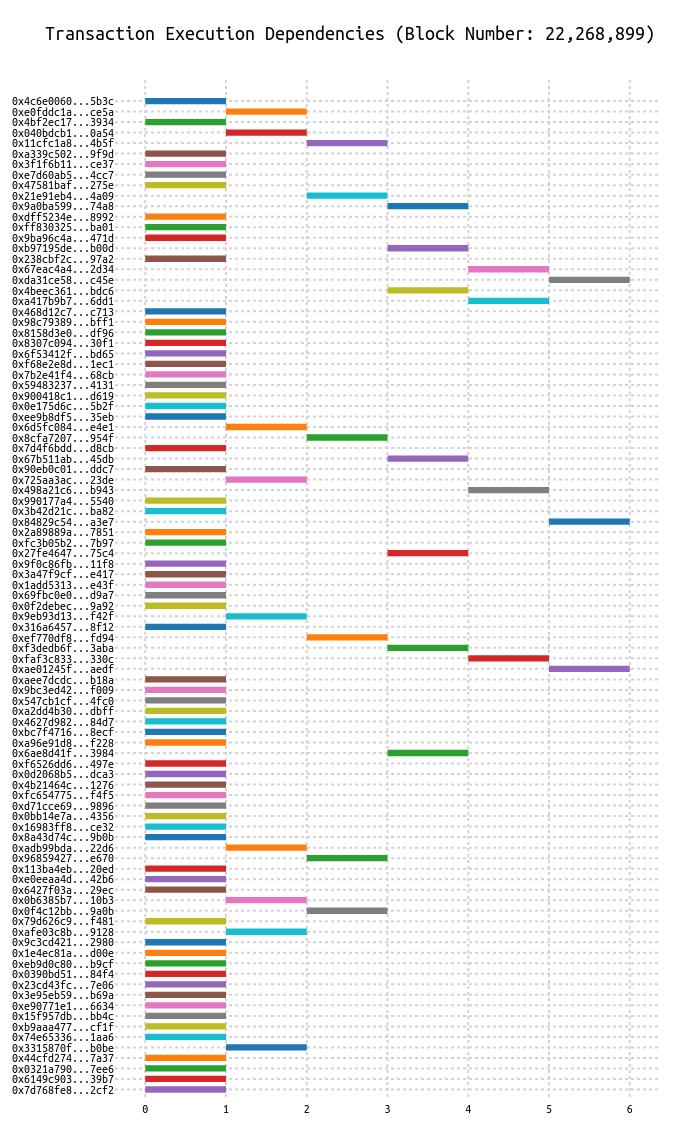 Transaction Execution Dependencies (Block Number: 22,268,899)
0x4c6e0060...5b3c
0xe0fddc1a...ce5a
0x4bf2ec17...3934
0x040bdcb1...0a54
0x11cfc1a8...4b5f
0xa339c502...9f9d
0x3f1f6b11...ce37
0xe7d60ab5...4cc7
0x47581baf...275e
0x21e91eb4...4a09
0x9a0ba599...74a8
0xdff5234e...8992
0xff830325...ba01
0x9ba96c4a...471d
0xb97195de...b00d
0x238cbf2c...97a2
0x67eac4a4...2d34
0xda31ce58...c45e
0x4beec361...bdc6
0xa417b9b7...6dd1
0x468d12c7...c713
0x98c79389...bff1
0x8158d3e0...df96
0x8307c094...30f1
0x6f53412f...bd65
0xf68e2e8d...1ec1
0x7b2e41f4...68cb
0x59483237...4131
0x900418c1...d619
0x0e175d6c...5b2f
0xee9b8df5...35eb
0x6d5fc084...e4e1
0x8cfa7207...954f
0x7d4f6bdd...d8cb
0x67b511ab...45db
0x90eb0c01...ddc7
0x725aa3ac...23de
0x498a21c6...b943
0x990177a4...5540
0x3b42d21c...ba82
0x84829c54...a3e7
0x2a89889a...7851
0xfc3b05b2...7b97
0x27fe4647...75c4
0x9f0c86fb...11f8
0x3a47f9cf...e417
0x1add5313...e43f
0x69fbc0e0...d9a7
0x0f2debec...9a92
0x9eb93d13...f42f
0x316a6457...8f12
0xef770df8...fd94
0xf3dedb6f...3aba
0xfaf3c833...330c
0xae01245f...aedf
0xaee7dcdc...b18a
0x9bc3ed42...f009
0x547cb1cf...4fc0
0xa2dd4b30...dbff
0x4627d982...84d7
0xbc7f4716...8ecf
0xa96e91d8...f228
0x6ae8d41f...3984
0xf6526dd6...497e
0x0d2068b5...dca3
0x4b21464c...1276
0xfc654775...f4f5
0xd71cce69...9896
0x0bb14e7a...4356
0x16983ff8...ce32
0x8a43d74c...9b0b
0xadb99bda...22d6
0x96859427...e670
0x113ba4eb...20ed
0xe0eeaa4d...42b6
0x6427f03a...29ec
0x0b6385b7...10b3
0x0f4c12bb...9a0b
0x79d626c9...f481
0xafe03c8b...9128
0x9c3cd421...2980
0x1e4ec81a...d00e
0xeb9d0c80...b9cf
0x0390bd51...84f4
0x23cd43fc...7e06
0x3e95eb59...b69a
0xe90771e1...6634
0x15f957db...bb4c
0xb9aaa477...cf1f
0x74e65336...1aa6
0x3315870f...b0be
0x44cfd274...7a37
0x0321a790...7ee6
0x6149c903...39b7
0x7d768fe8...2cf2
0 1 2 3 4 5 6